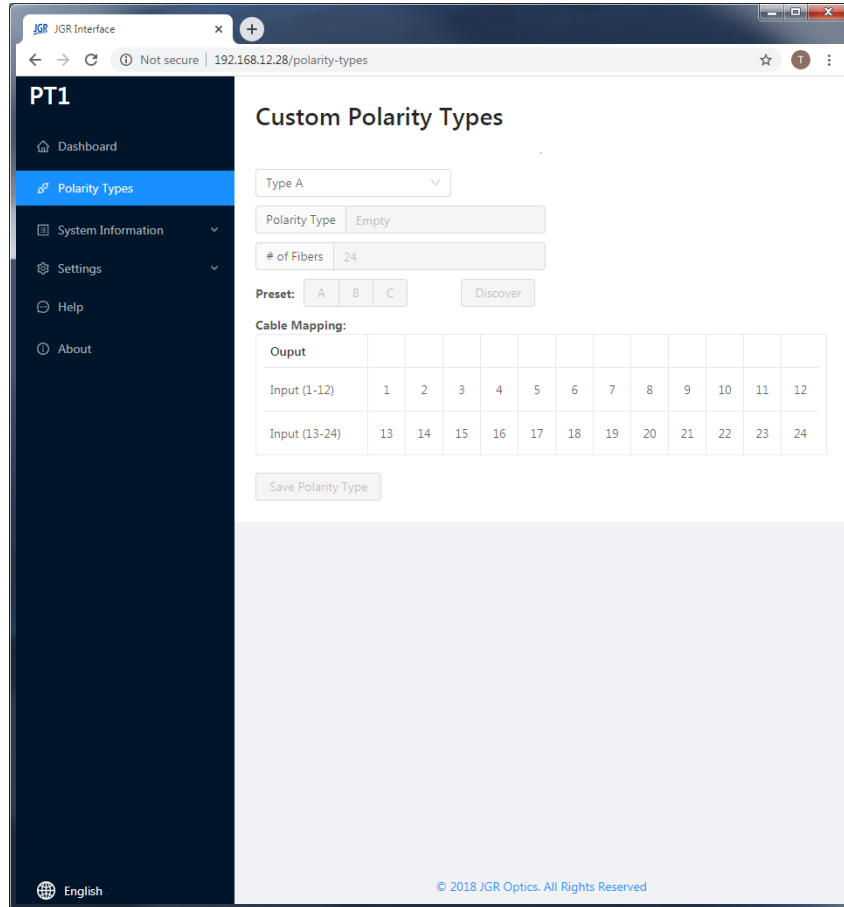 JGR JGR Interface
Not secure 192.168.12.28/polarity-types T
PT1
Dashboard
Polarity Types
System Information
Settings
Help
About
English
Custom Polarity Types
Type A
Polarity Type Empty
# of Fibers 24
Preset: A B C Discover
Cable Mapping:
Ouput
Input (1-12) 1 2 3 4 5 6 7 8 9 10 11 12
Input (13-24) 13 14 15 16 17 18 19 20 21 22 23 24
Save Polarity Type
© 2018 JGR Optics. All Rights Reserved